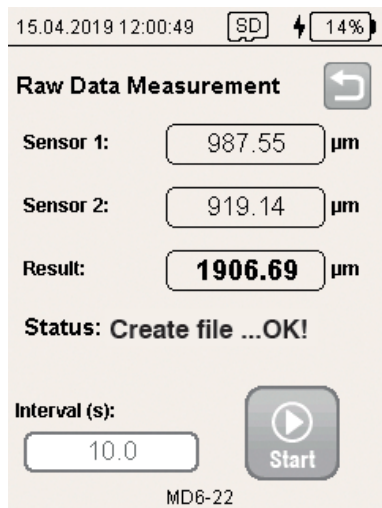 15.04.2019 12:00:49 SD 14%
Raw Data Measurement
Sensor 1: 987.55 µm
Sensor 2: 919.14 µm
Result: 1906.69 µm
Status: Create file ...OK!
Interval (s):
10.0
Start
MD6-22